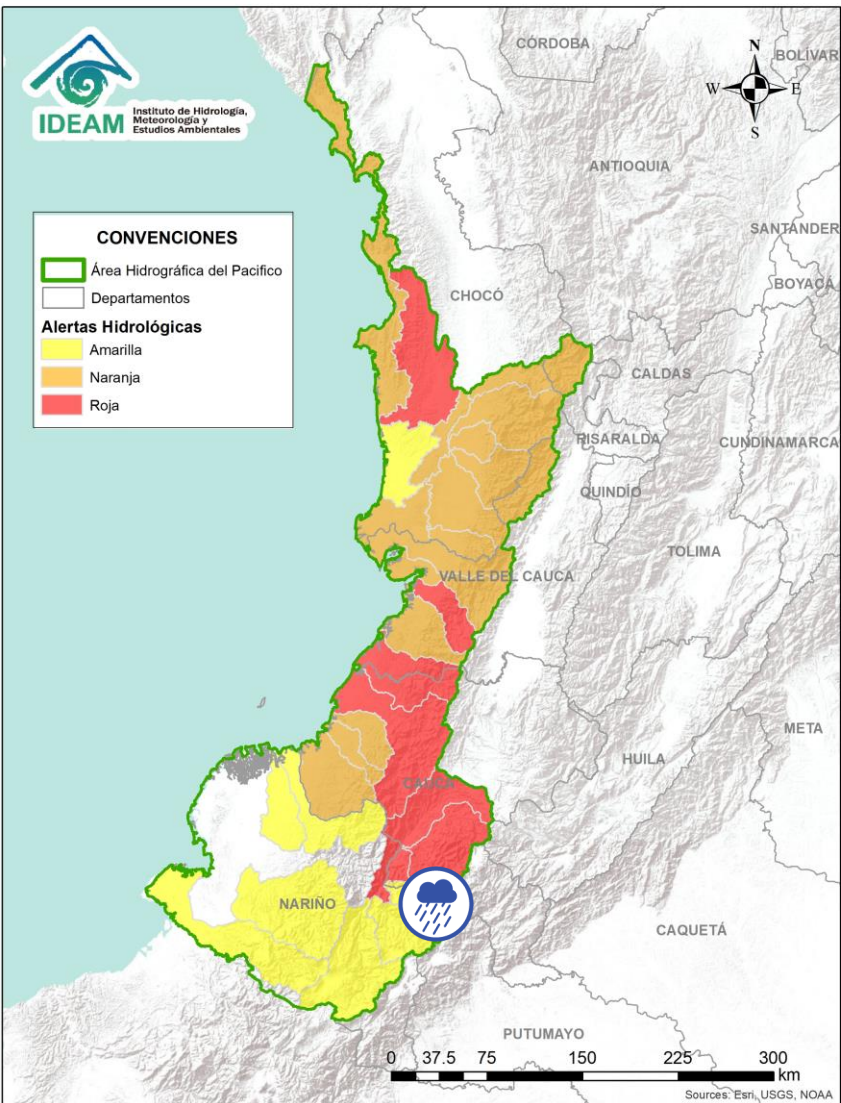 IDEAM
Instituto de Hidrología,
Meteorología y
Estudios Ambientales
CÓRDOBA
BOLÍVAR
N
W
E
S
ANTIOQUIA
SANTANDER
BOYACÁ
CONVENCIONES
Área Hidrográfica del Pacifico
Departamentos
Alertas Hidrológicas
Amarilla
Naranja
Roja
CHOCÓ
CALDAS
RISARALDA
CUNDINAMARCA
QUINDÍO
TOLIMA
VALLE DEL CAUCA
META
HUILA
CAUCA
NARIÑO
CAQUETÁ
PUTUMAYO
0 37.5 75 150 225 300
km
Sources: Esri, USGS, NOAA